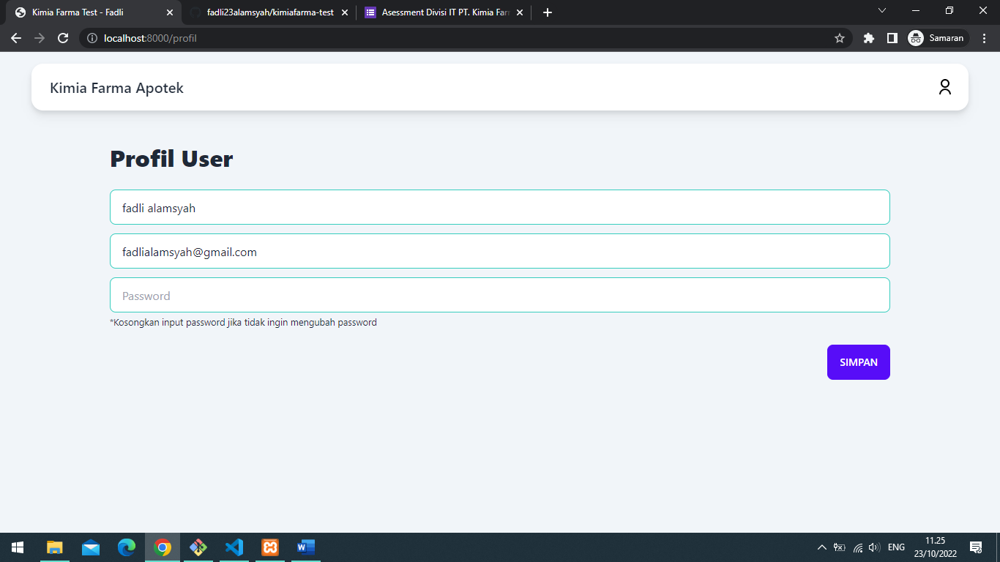 Kimia Farma Test - Fadli
fadli23alamsyah/kimiafarma-test
Asessment Divisi IT PT. Kimia Far
localhost:8000/profil
Samaran
Kimia Farma Apotek
Profil User
fadli alamsyah
fadlialamsyah@gmail.com
Password
*Kosongkan input password jika tidak ingin mengubah password
SIMPAN
ENG
11.25
23/10/2022